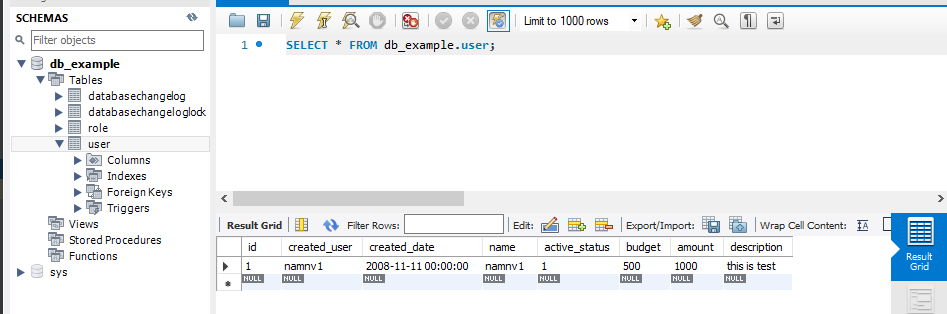 SCHEMAS
Filter objects
db_example
Tables
databasechangelog
databasechangeloglock
role
user
Columns
Indexes
Foreign Keys
Triggers
Views
Stored Procedures
Functions
sys
Limit to 1000 rows
1 SELECT * FROM db_example.user;
Result Grid Filter Rows: Edit: Export/Import: Wrap Cell Content: IA
id created_user created_date name active_status budget amount description
1 namnv1 2008-11-11 00:00:00 namnv1 1 500 1000 this is test
NULL NULL NULL NULL NULL NULL NULL NULL
Result
Grid